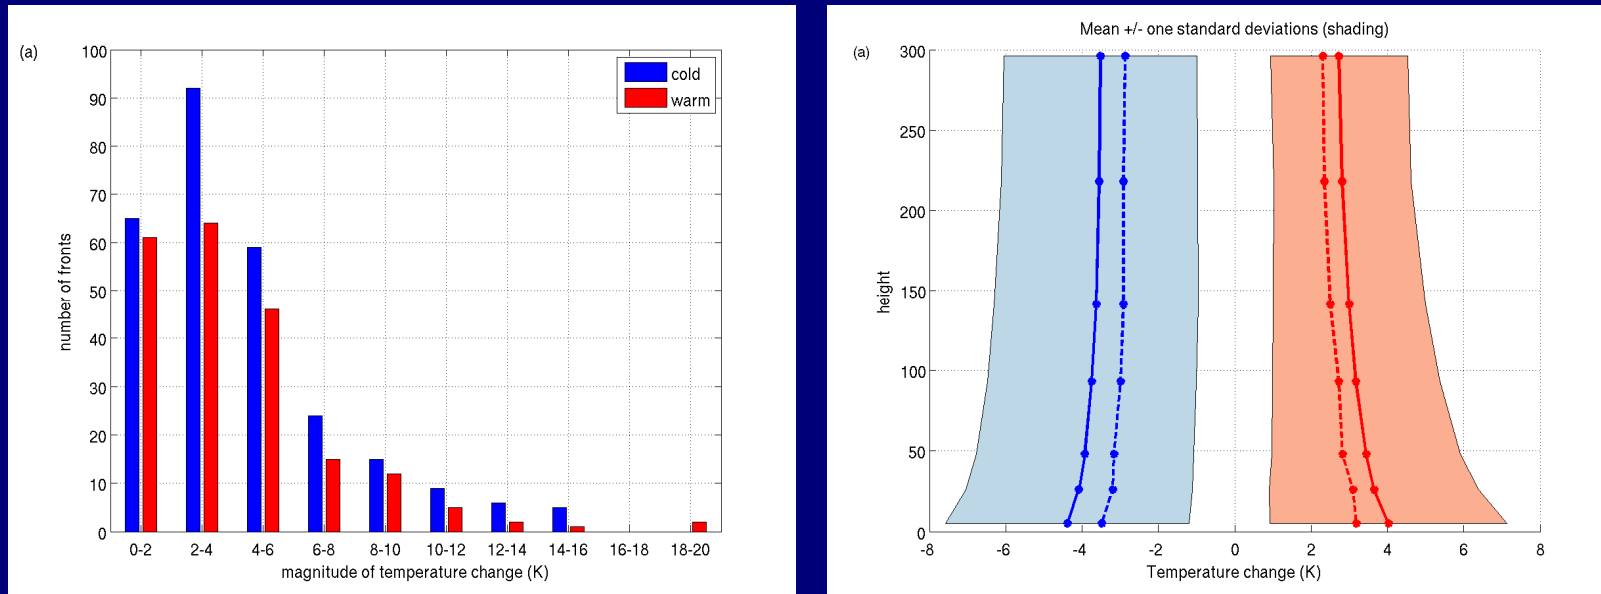 (a)
100
90
80
70
60
50
40
30
20
10
0
number of fronts
cold
warm
0-2 2-4 4-6 6-8 8-10 10-12 12-14 14-16 16-18 18-20
magnitude of temperature change (K)
Mean +/- one standard deviations (shading)
(a)
300
250
200
150
100
50
0
height
-8 -6 -4 -2 0 2 4 6 8
Temperature change (K)